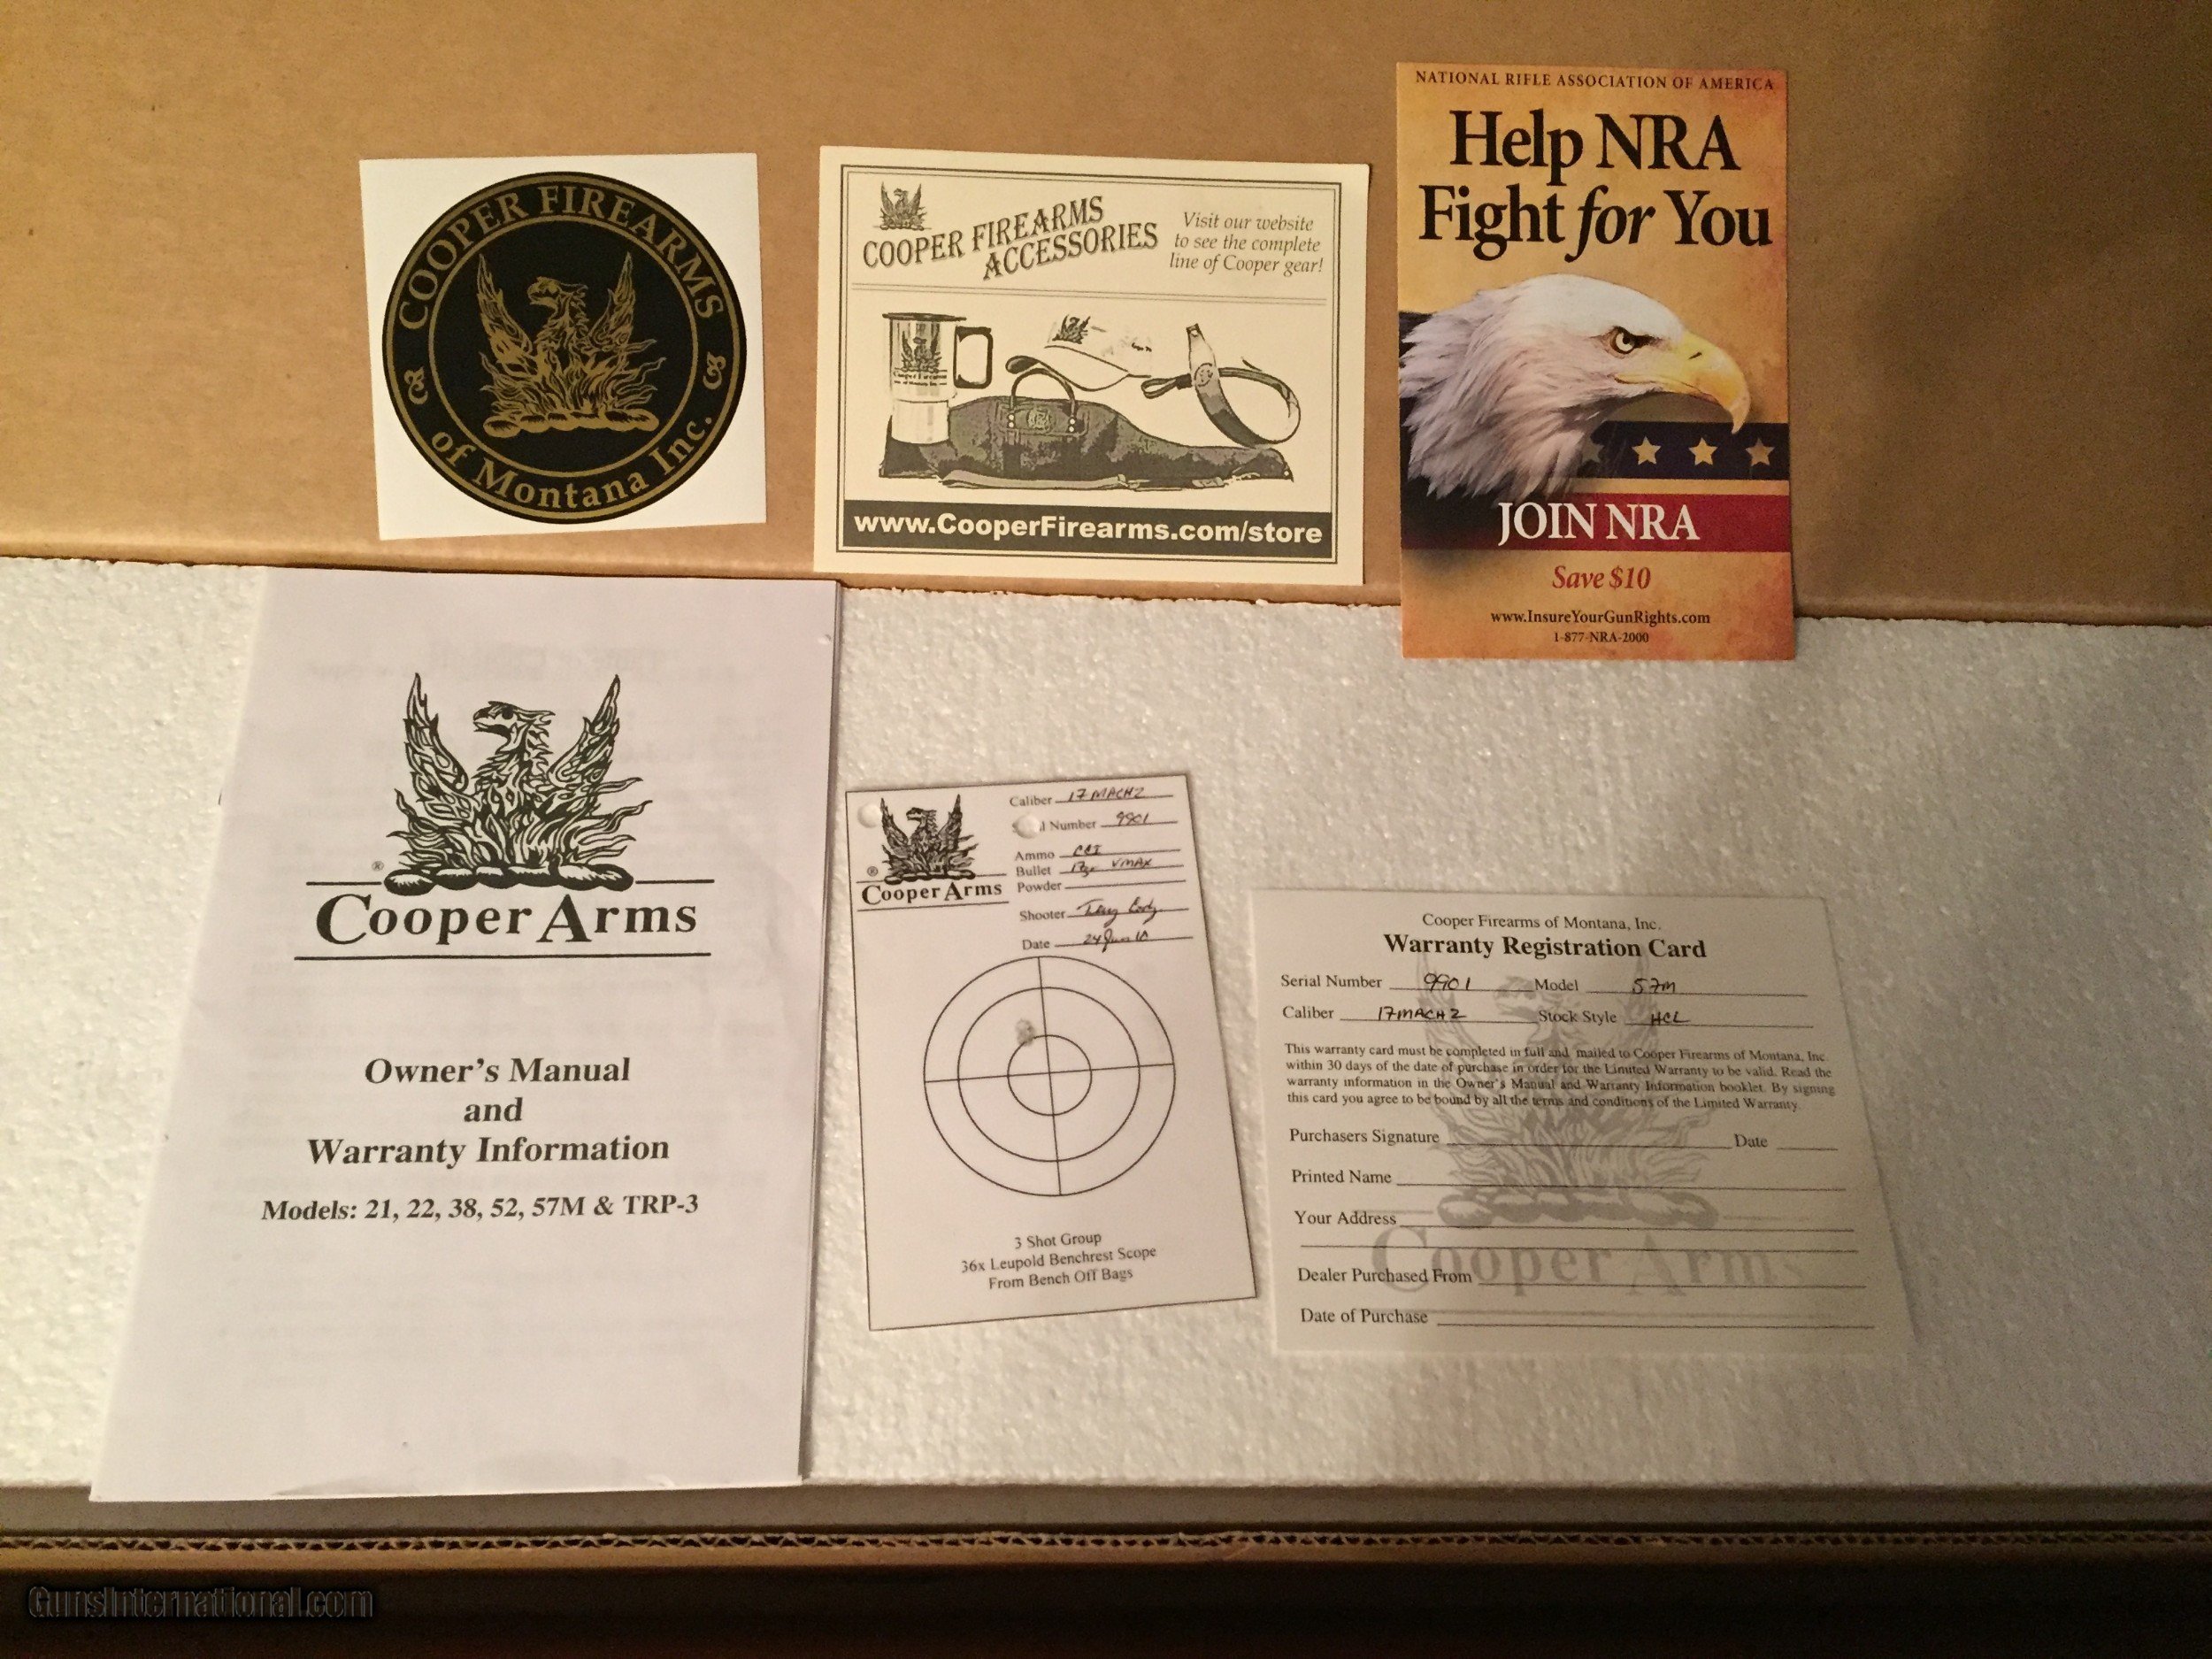 COOPER FIREARMS
of Montana Inc.
COOPER FIREARMS
ACCESSORIES
Visit our website
to see the complete
line of Cooper gear!
Cooper Firearms
www.CooperFirearms.com/store
NATIONAL RIFLE ASSOCIATION OF AMERICA
Help NRA
Fight for You
JOIN NRA
Save $10
www.InsureYourGunRights.com
1-877-NRA-2000
®
Cooper Arms
Owner's Manual
and
Warranty Information
Models: 21, 22, 38, 52, 57M & TRP-3
Caliber 17 MACH2
Number 9901
Ammo CCI
Bullet VMAX
Powder
®
Cooper Arms
Shooter
Date 24 Jun 10
3 Shot Group
36x Leupold Benchrest Scope
From Bench Off Bags
Cooper Firearms of Montana, Inc.
Warranty Registration Card
Serial Number 9901 Model 57M
Caliber 17MACH2 Stock Style HCL
This warranty card must be completed in full and mailed to Cooper Firearms of Montana, Inc.
within 30 days of the date of purchase in order for the Limited Warranty to be valid. Read the
warranty information in the Owner's Manual and Warranty Information booklet. By signing
this card you agree to be bound by all the terms and conditions of the Limited Warranty.
Purchasers Signature Date
Printed Name
Your Address
Cooper Arms
Dealer Purchased From
Date of Purchase
GunsInternational.com